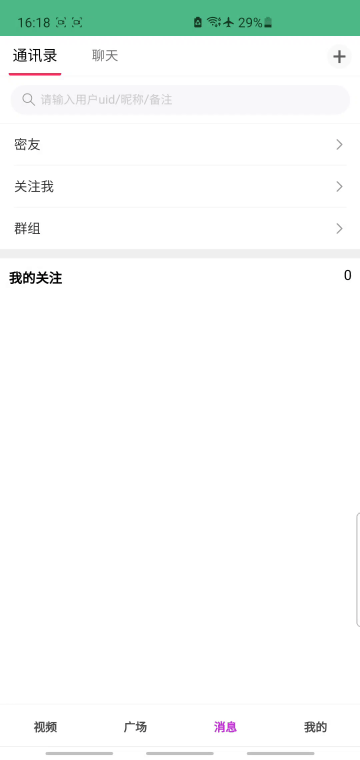 16:18 29%
通讯录 聊天
请输入用户uid/昵称/备注
密友
关注我
群组
我的关注 0
视频 广场 消息 我的